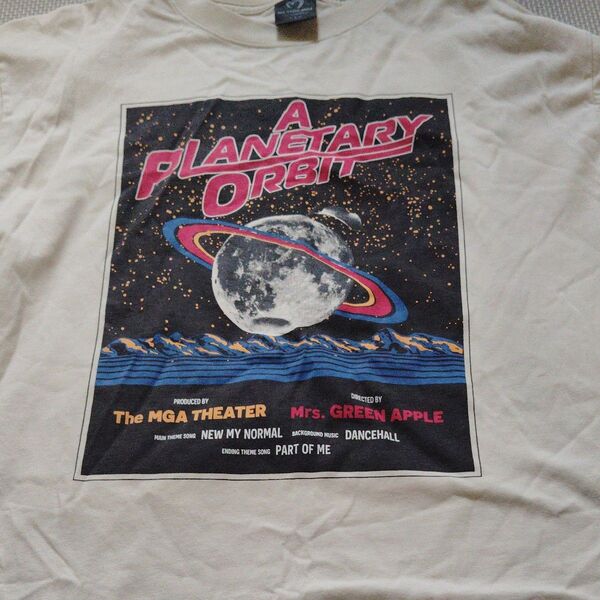 A
PLANETARY
ORBIT
PRODUCED BY
The MGA THEATER
DIRECTED BY
Mrs. GREEN APPLE
MAIN THEME SONG NEW MY NORMAL BACKGROUND MUSIC DANCEHALL
ENDING THEME SONG PART OF ME